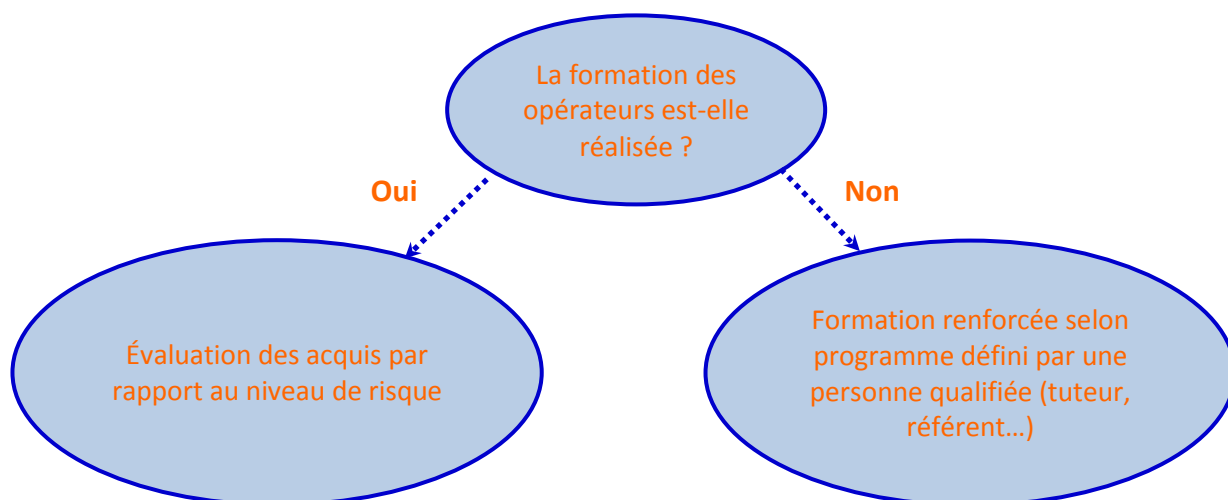 La formation des
opérateurs est-elle
réalisée ?
Oui
Non
Évaluation des acquis par
rapport au niveau de risque
Formation renforcée selon
programme défini par une
personne qualifiée (tuteur,
référent…)